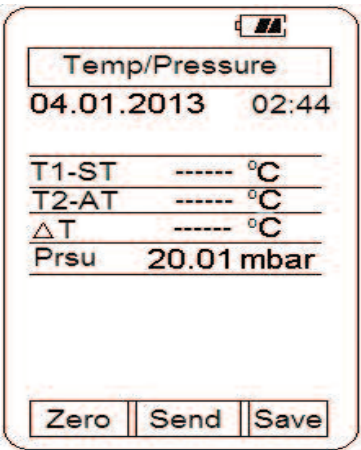 Temp/Pressure
04.01.2013 02:44
T1-ST ------ °C
T2-AT ------ °C
△T ------ °C
Prsu 20.01 mbar
Zero Send Save